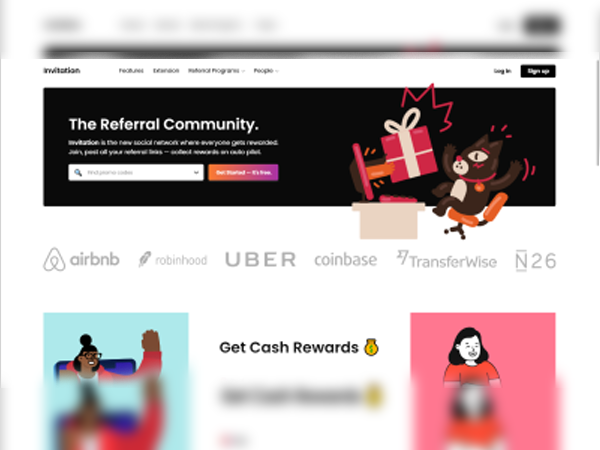 Invitation
Features Extension Referral Programs People
Log in Sign up
The Referral Community.
Invitation is the new social network where everyone gets rewarded.
Join, post all your referral links — collect rewards on auto pilot.
Find promo codes
Get Started — It's free.
airbnb robinhood UBER coinbase TransferWise N26
Get Cash Rewards 💰